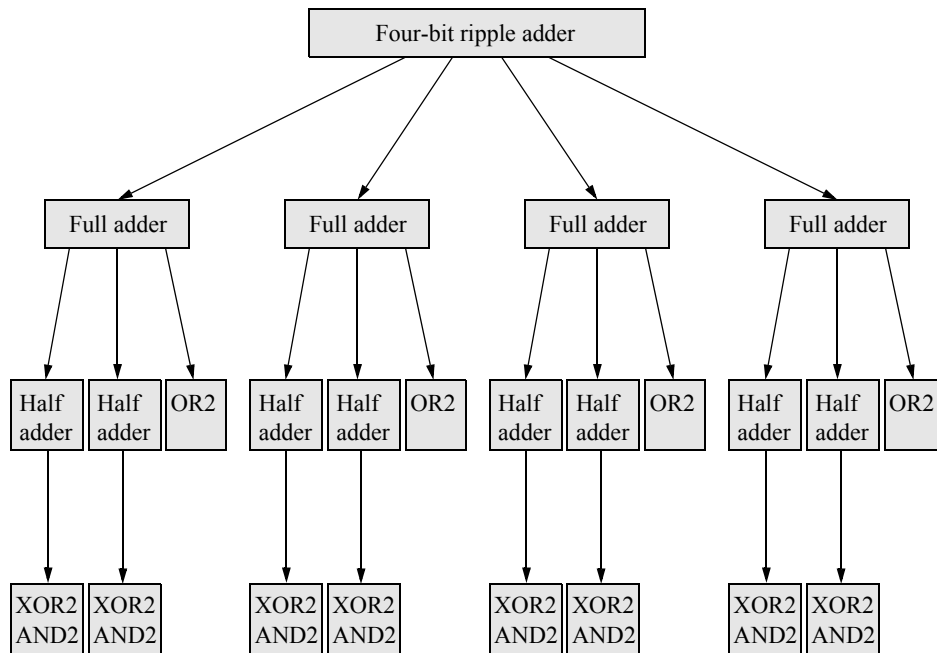 Four-bit ripple adder
Full adder
Full adder
Full adder
Full adder
Half
adder
Half
adder
OR2
Half
adder
Half
adder
OR2
Half
adder
Half
adder
OR2
Half
adder
Half
adder
OR2
XOR2
AND2
XOR2
AND2
XOR2
AND2
XOR2
AND2
XOR2
AND2
XOR2
AND2
XOR2
AND2
XOR2
AND2